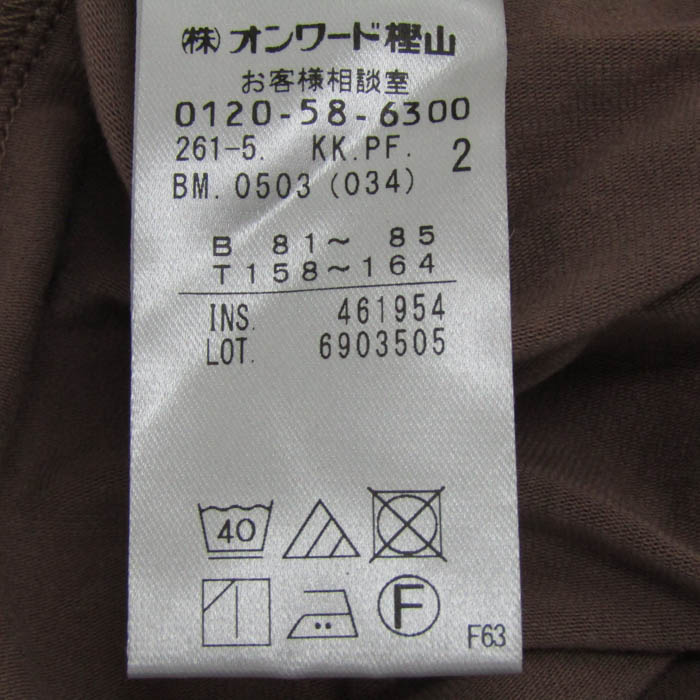 ㈱オンワード樫山
お客様相談室
0120-58-6300
261-5. KK.PF. 2
BM.0503(034)
B 81～ 85
T158～164
INS. 461954
LOT. 6903505
40
F
F63